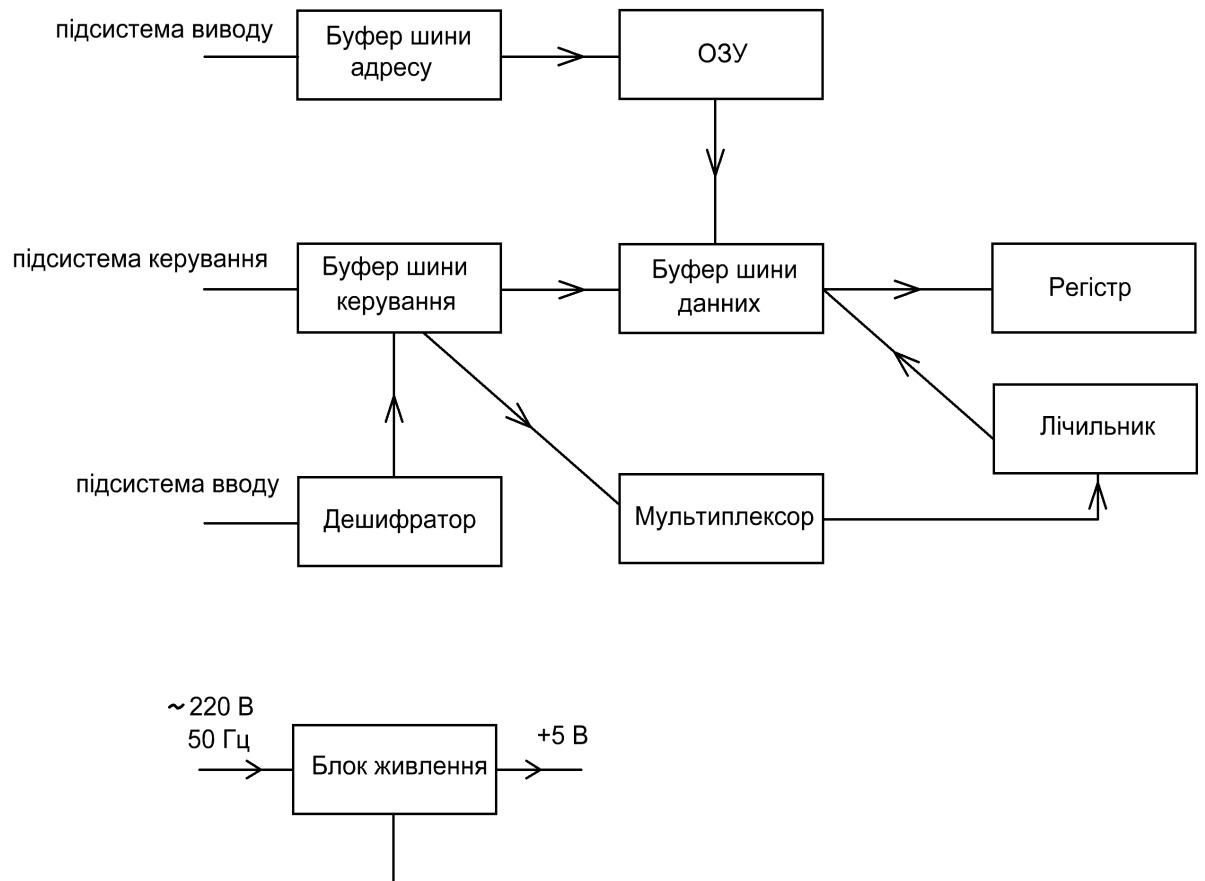 підсистема виводу
Буфер шини
адресу
ОЗУ
підсистема керування
Буфер шини
керування
Буфер шини
данних
Регістр
Лічильник
підсистема вводу
Дешифратор
Мультиплексор
~220 В
50 Гц
Блок живлення
+5 В